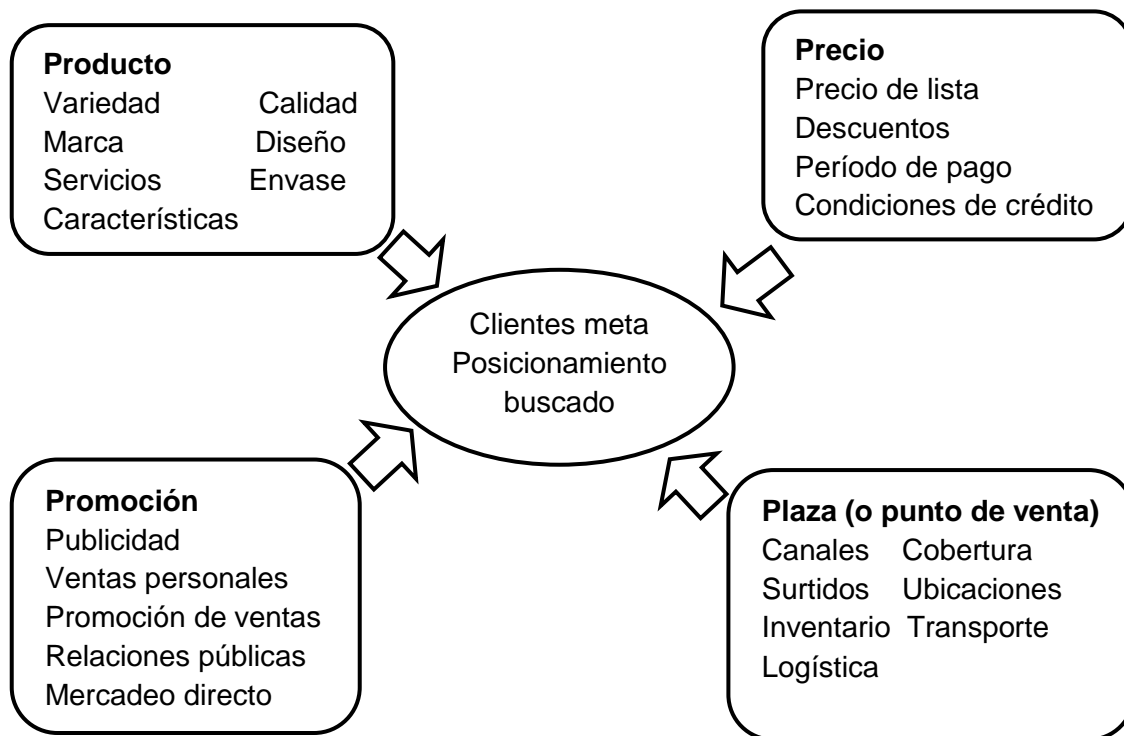 Producto
Variedad Calidad
Marca Diseño
Servicios Envase
Características
Precio
Precio de lista
Descuentos
Período de pago
Condiciones de crédito
Clientes meta
Posicionamiento
buscado
Promoción
Publicidad
Ventas personales
Promoción de ventas
Relaciones públicas
Mercadeo directo
Plaza (o punto de venta)
Canales Cobertura
Surtidos Ubicaciones
Inventario Transporte
Logística